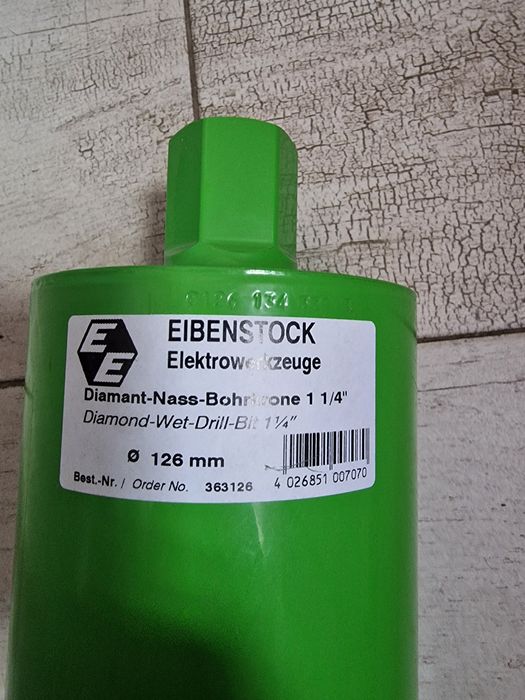 EE
EIBENSTOCK
Elektrowerkzeuge
Diamant-Nass-Bohrkrone 1 1/4"
Diamond-Wet-Drill-Bit 1¼"
Ø 126 mm
Best.-Nr. / Order No. 363126
4 026851 007070